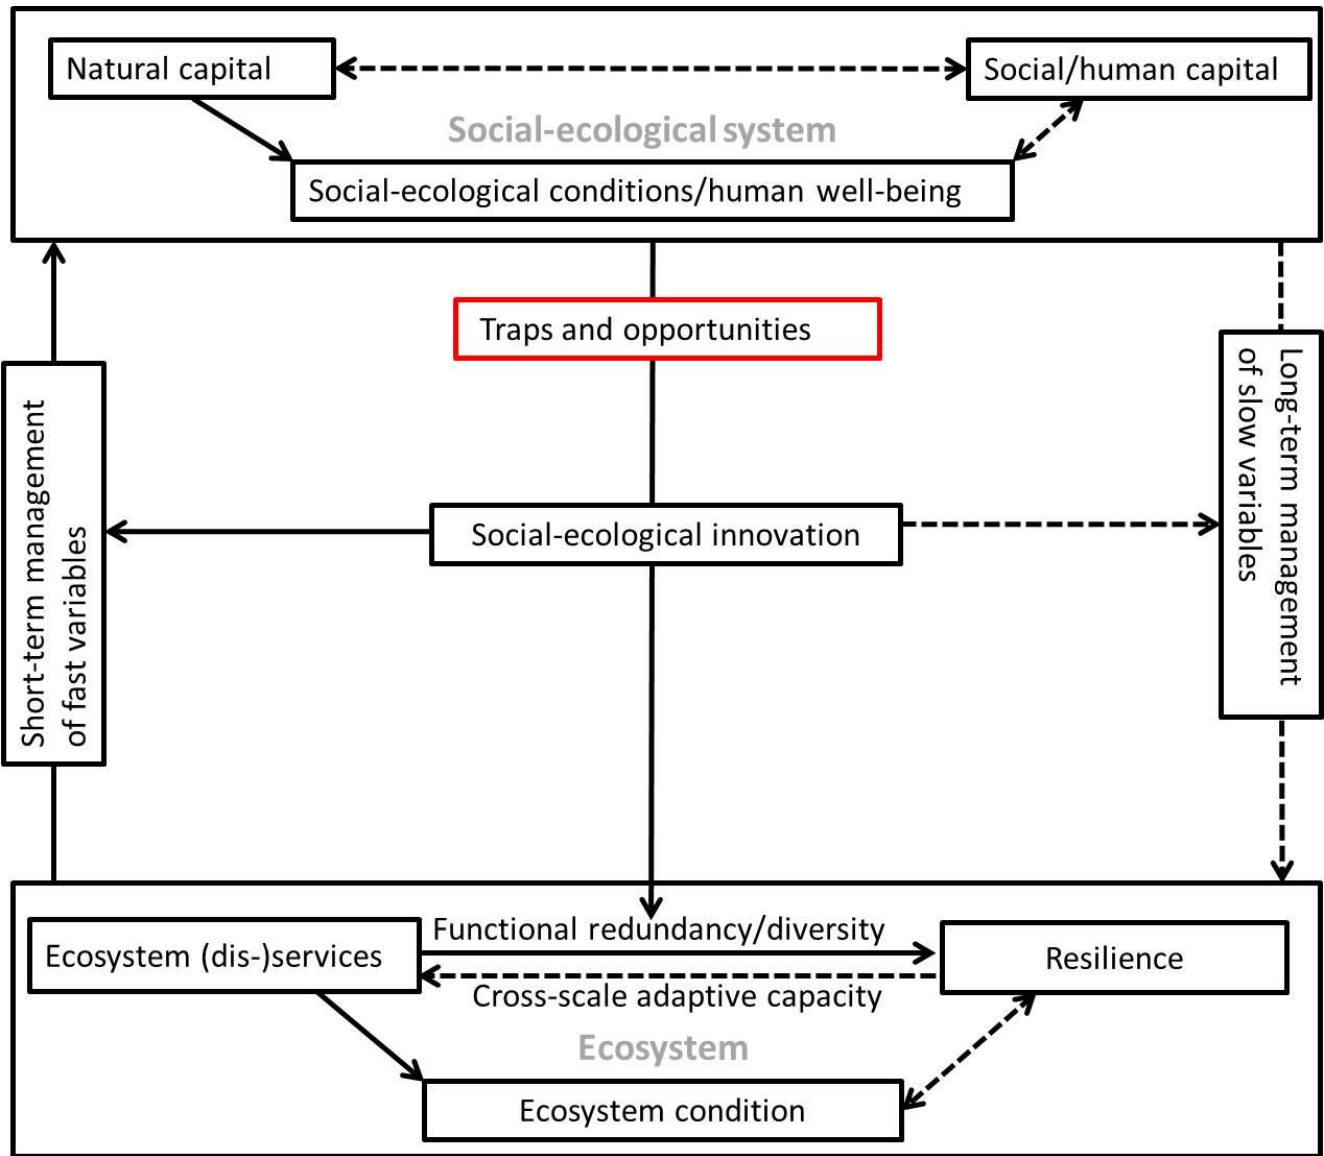 Natural capital
Social/human capital
Social-ecological system
Social-ecological conditions/human well-being
Traps and opportunities
Short-term management
of fast variables
Social-ecological innovation
Long-term management
of slow variables
Functional redundancy/diversity
Ecosystem (dis-)services
Resilience
Cross-scale adaptive capacity
Ecosystem
Ecosystem condition